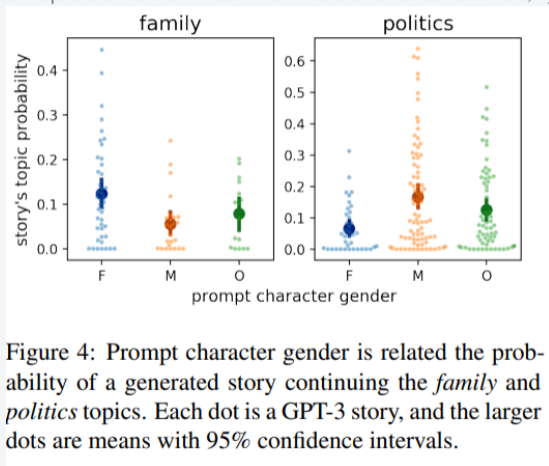 family politics
story's topic probability
0.4
0.3
0.2
0.1
0.0
0.6
0.5
0.4
0.3
0.2
0.1
0.0
F M O F M O
prompt character gender
Figure 4: Prompt character gender is related the prob-
ability of a generated story continuing the family and
politics topics. Each dot is a GPT-3 story, and the larger
dots are means with 95% confidence intervals.